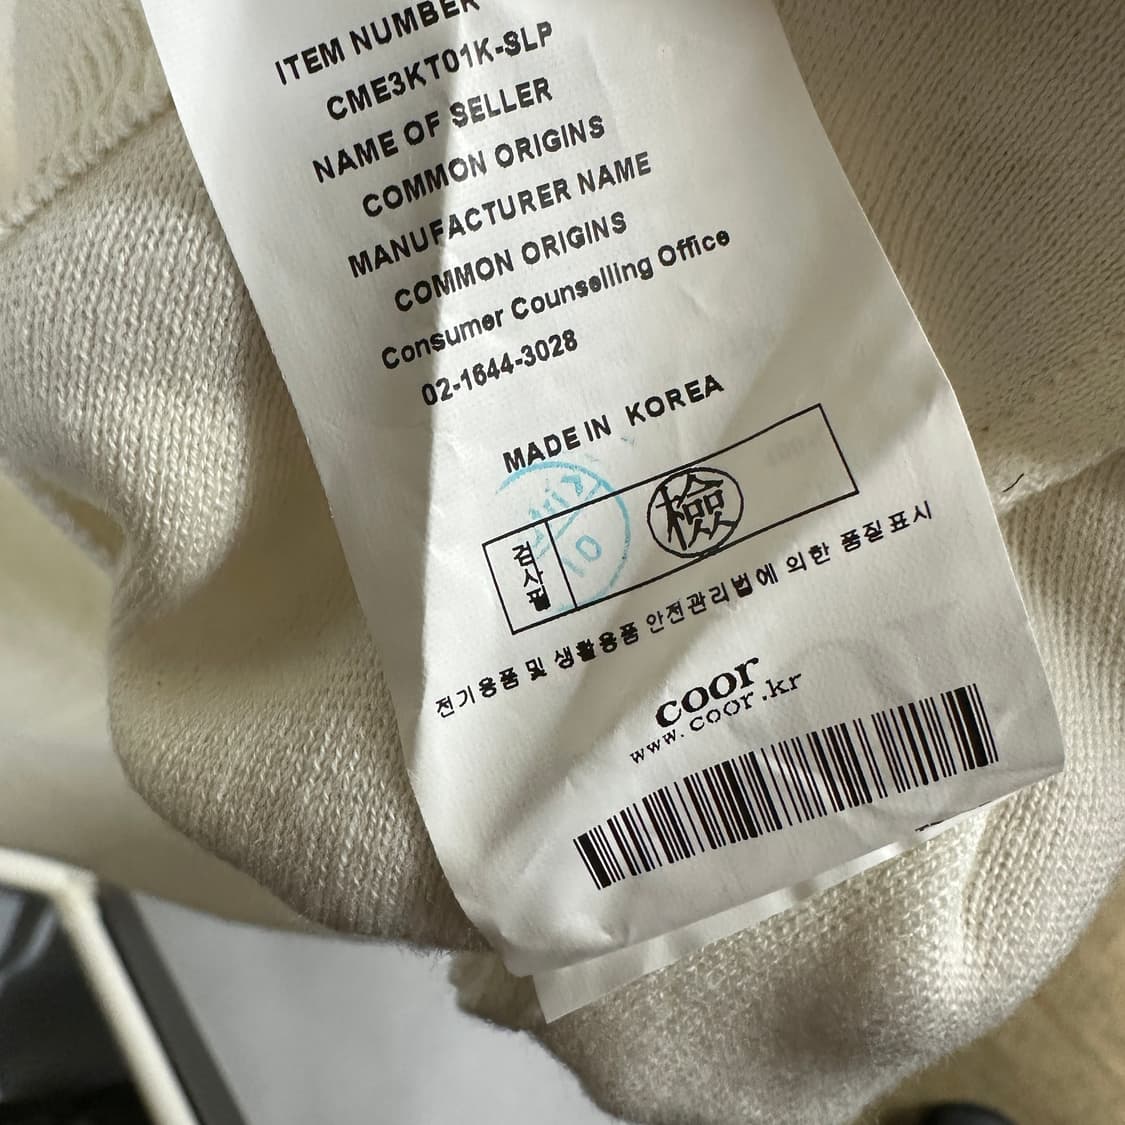 ITEM NUMBER
CME3KT01K-SLP
NAME OF SELLER
COMMON ORIGINS
MANUFACTURER NAME
COMMON ORIGINS
Consumer Counselling Office
02-1644-3028
MADE IN KOREA
검사필
檢
10
전기용품 및 생활용품 안전관리법에 의한 품질표시
coor
www.coor.kr